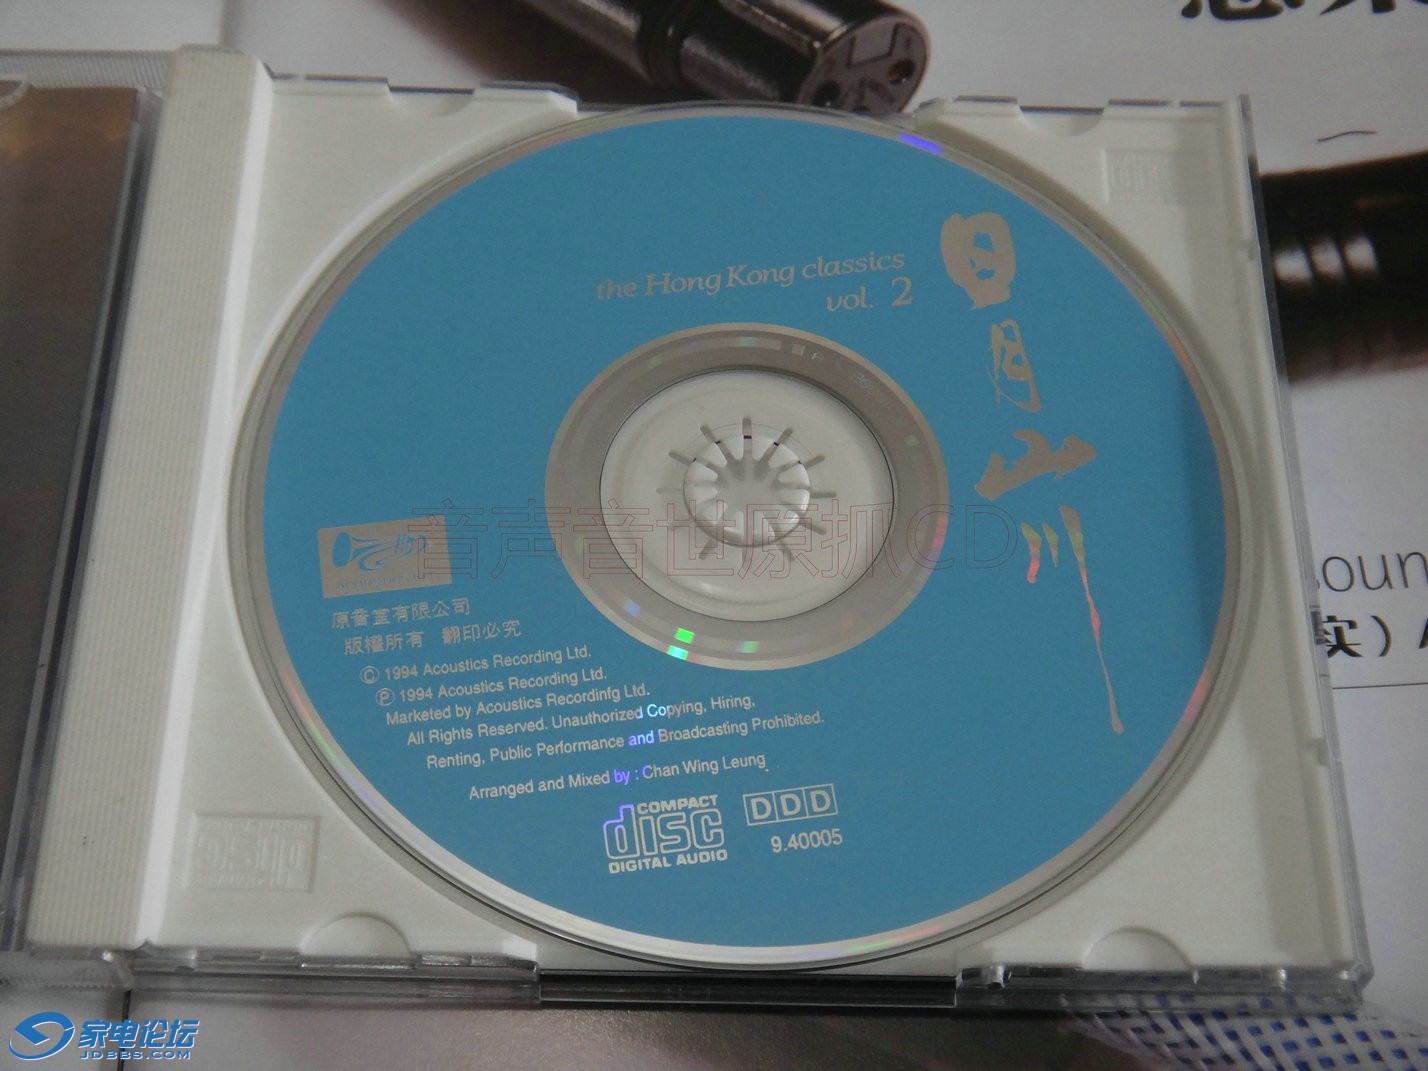 the Hong Kong classics
vol. 2
日月山川
音声音世原抓CD
原音室有限公司
版權所有 翻印必究
Ⓒ 1994 Acoustics Recording Ltd.
Ⓟ 1994 Acoustics Recording Ltd.
Marketed by Acoustics Recordinfg Ltd.
All Rights Reserved. Unauthorized Copying, Hiring,
Renting, Public Performance and Broadcasting Prohibited.
Arranged and Mixed by : Chan Wing Leung
COMPACT
disc
DIGITAL AUDIO
DDD
9.40005
soun
实）A
家电论坛
JDBBS.COM